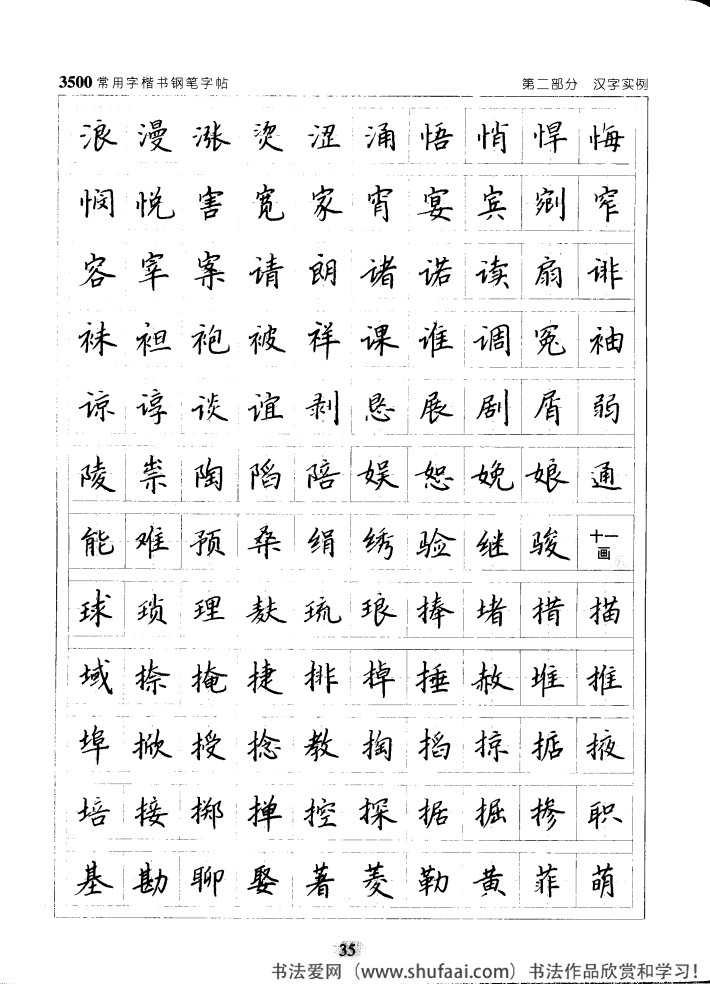 3500常用字楷书钢笔字帖 第二部分 汉字实例
浪漫涨烫涩涌悟悄悍悔
悯悦害宽家宵宴宾剜窄
容宰案请朗诸诺读扇诽
袜袒袍被祥课谁调冤袖
谅谆谈谊剥恳展剧屑弱
陵祟陶陷陪娱恕娩娘通
能难预桑绢绣验继骏十一画
球琐理麸琉琅捧堵措描
域捺掩捷排掉捶赦堆推
埠掀授捻教掏掐掠掂掖
培接掷掸控探据掘掺职
基勘聊娶著菱勒黄菲萌
35
书法爱网（www.shufaai.com）书法作品欣赏和学习！